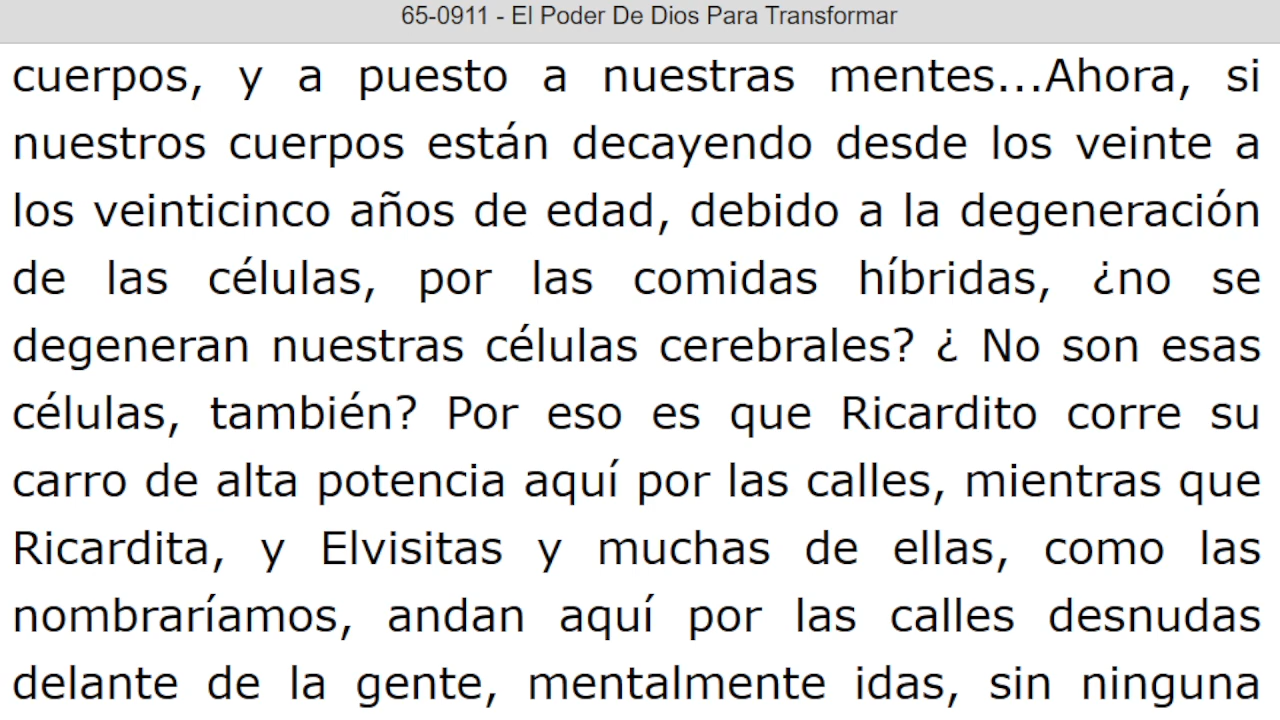 65-0911 - El Poder De Dios Para Transformar
cuerpos, y a puesto a nuestras mentes...Ahora, si
nuestros cuerpos están decayendo desde los veinte a
los veinticinco años de edad, debido a la degeneración
de las células, por las comidas híbridas, ¿no se
degeneran nuestras células cerebrales? ¿ No son esas
células, también? Por eso es que Ricardito corre su
carro de alta potencia aquí por las calles, mientras que
Ricardita, y Elvisitas y muchas de ellas, como las
nombraríamos, andan aquí por las calles desnudas
delante de la gente, mentalmente idas, sin ninguna